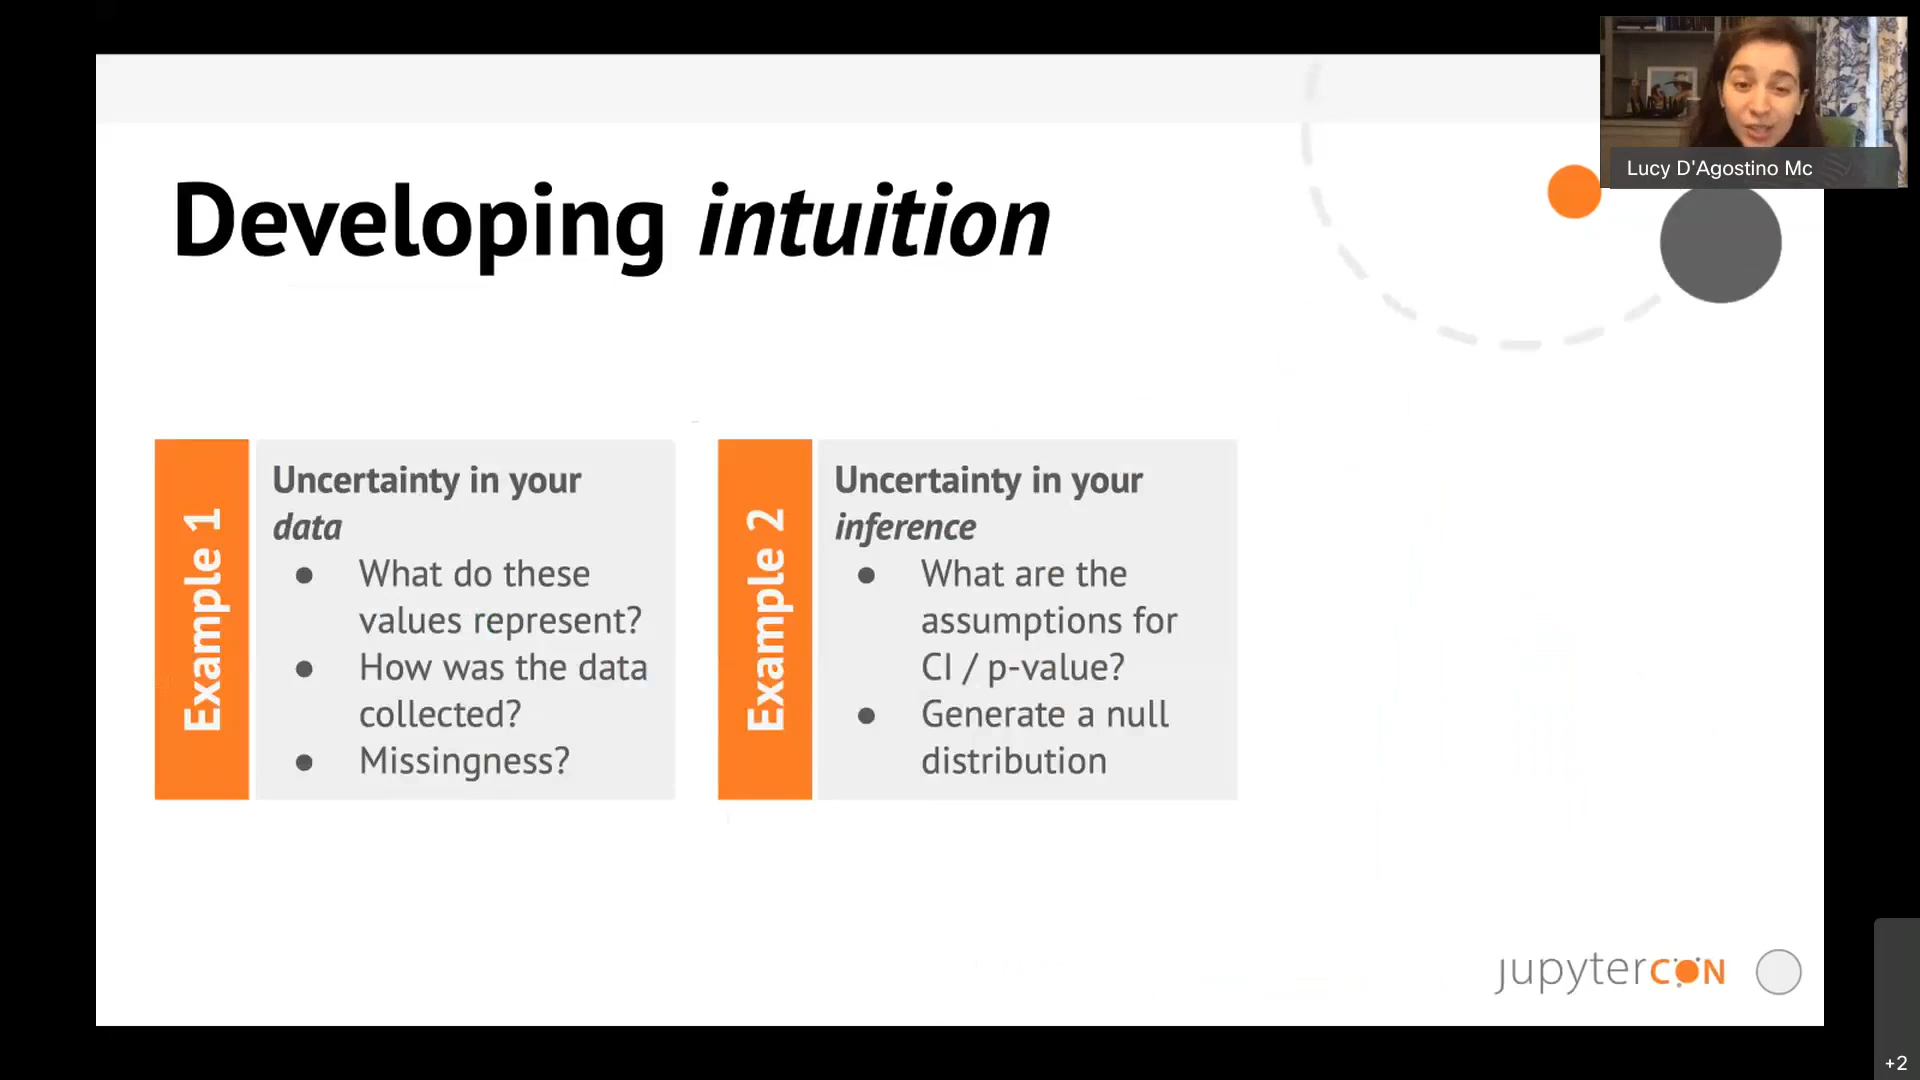 Lucy D'Agostino Mc
Developing intuition
Example 1
Uncertainty in your
data
● What do these
values represent?
● How was the data
collected?
● Missingness?
Example 2
Uncertainty in your
inference
● What are the
assumptions for
CI / p-value?
● Generate a null
distribution
jupytercon
+2